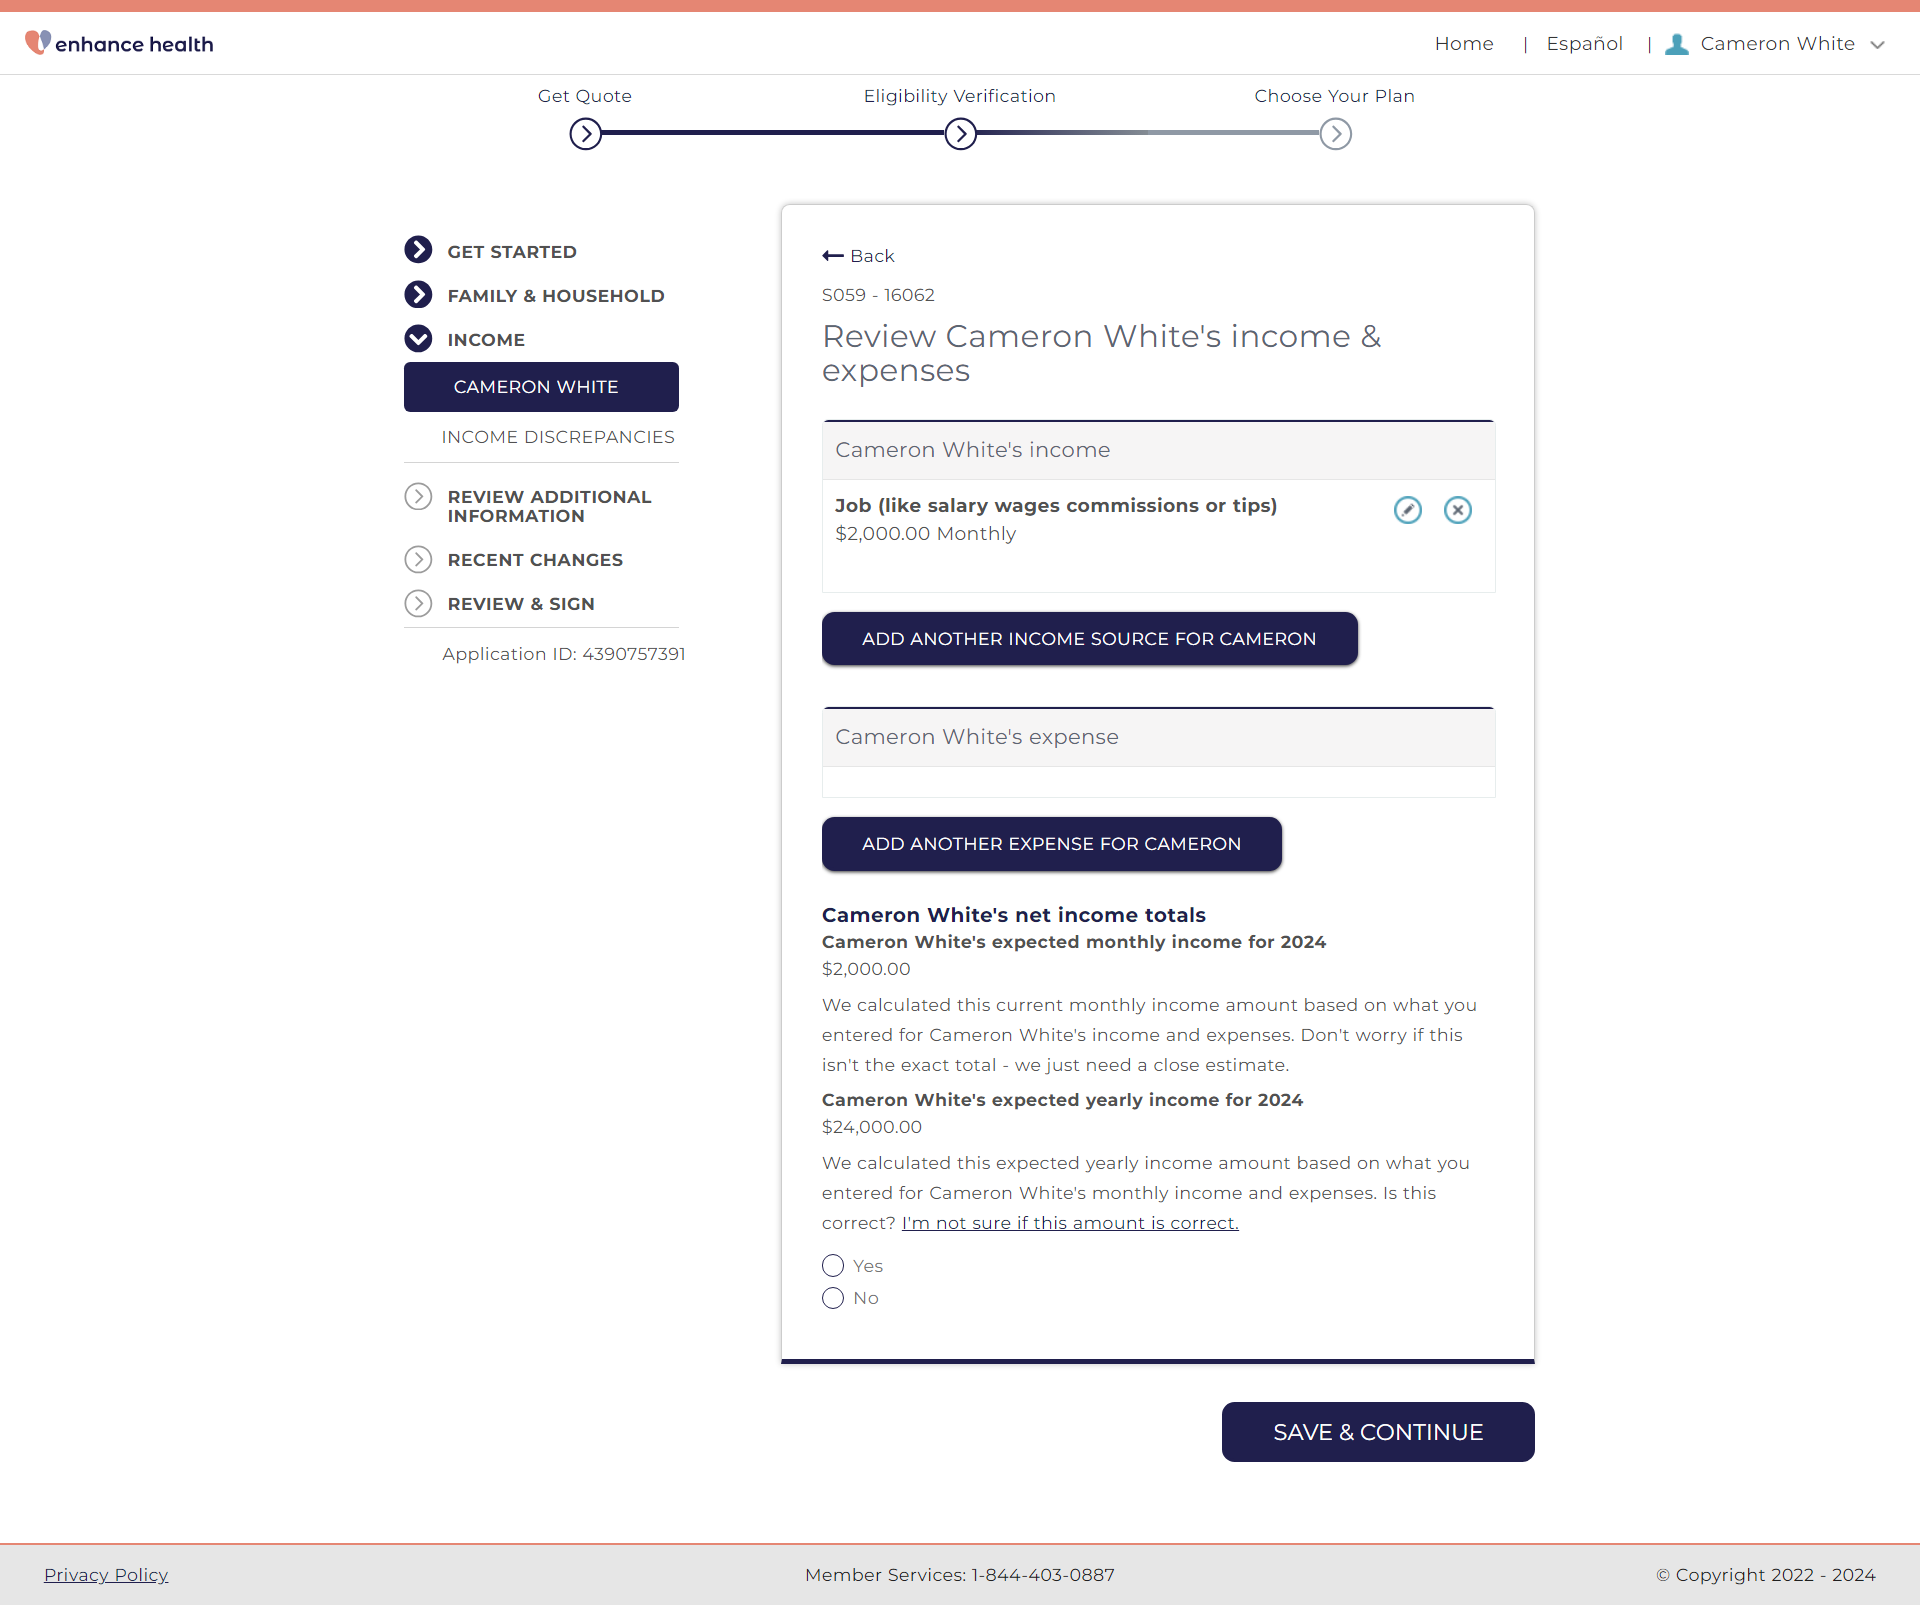 enhance health
Home | Español | Cameron White
Get Quote
Eligibility Verification
Choose Your Plan
GET STARTED
FAMILY & HOUSEHOLD
INCOME
CAMERON WHITE
INCOME DISCREPANCIES
REVIEW ADDITIONAL
INFORMATION
RECENT CHANGES
REVIEW & SIGN
Application ID: 4390757391
Back
S059 - 16062
Review Cameron White's income &
expenses
Cameron White's income
Job (like salary wages commissions or tips)
$2,000.00 Monthly
ADD ANOTHER INCOME SOURCE FOR CAMERON
Cameron White's expense
ADD ANOTHER EXPENSE FOR CAMERON
Cameron White's net income totals
Cameron White's expected monthly income for 2024
$2,000.00
We calculated this current monthly income amount based on what you
entered for Cameron White's income and expenses. Don't worry if this
isn't the exact total - we just need a close estimate.
Cameron White's expected yearly income for 2024
$24,000.00
We calculated this expected yearly income amount based on what you
entered for Cameron White's monthly income and expenses. Is this
correct? I'm not sure if this amount is correct.
Yes
No
SAVE & CONTINUE
Privacy Policy
Member Services: 1-844-403-0887
© Copyright 2022 - 2024